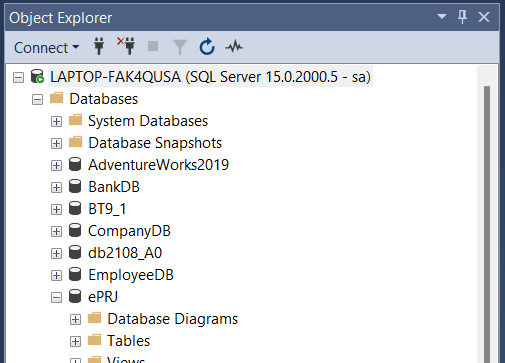 Object Explorer
Connect
LAPTOP-FAK4QUSA (SQL Server 15.0.2000.5 - sa)
Databases
System Databases
Database Snapshots
AdventureWorks2019
BankDB
BT9_1
CompanyDB
db2108_A0
EmployeeDB
ePRJ
Database Diagrams
Tables
Views